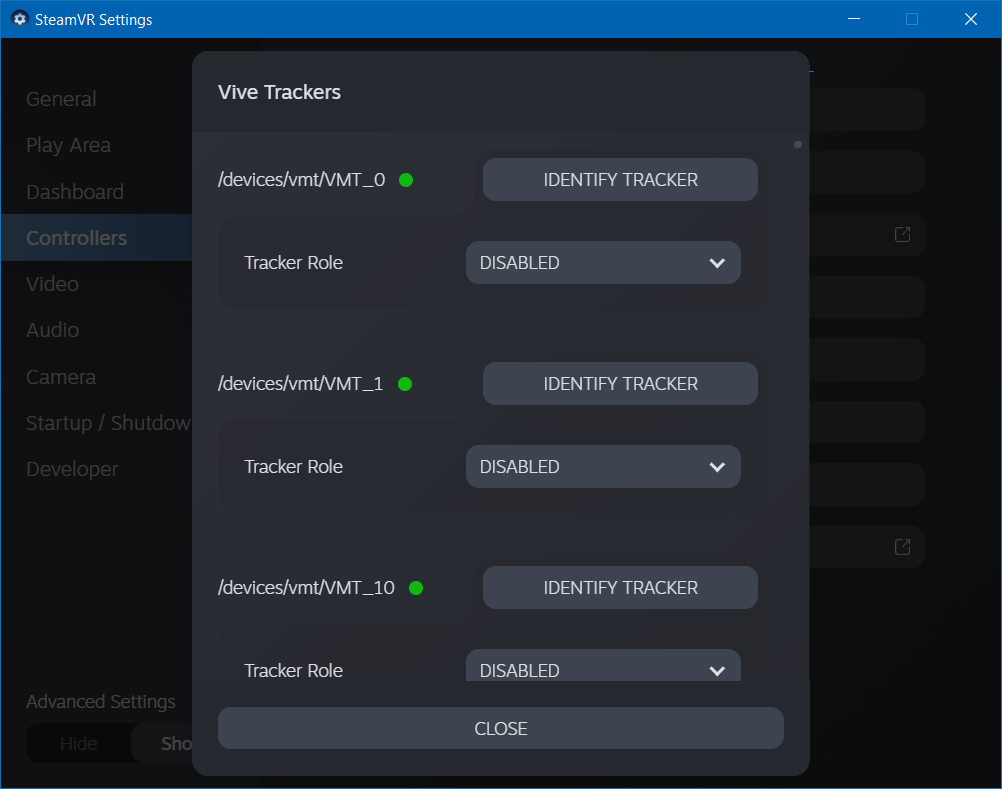 SteamVR Settings
Vive Trackers
General
Play Area
Dashboard
Controllers
Video
Audio
Camera
Startup / Shutdow
Developer
/devices/vmt/VMT_0
IDENTIFY TRACKER
Tracker Role
DISABLED
/devices/vmt/VMT_1
IDENTIFY TRACKER
Tracker Role
DISABLED
/devices/vmt/VMT_10
IDENTIFY TRACKER
Tracker Role
DISABLED
Advanced Settings
Hide
Sho
CLOSE